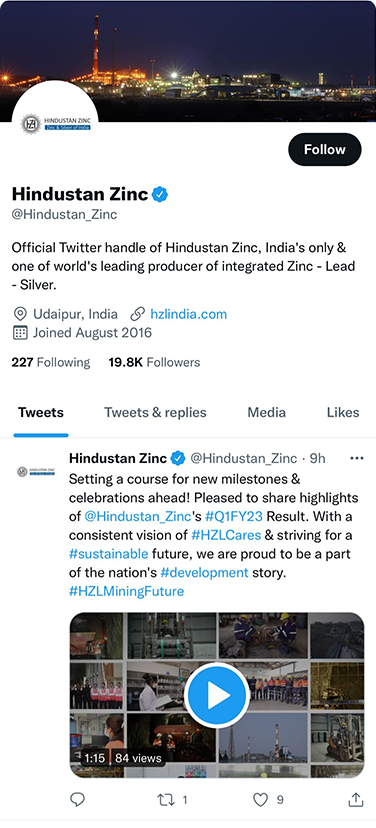 HZL HINDUSTAN ZINC
Zinc & Silver of India
Follow
Hindustan Zinc
@Hindustan_Zinc
Official Twitter handle of Hindustan Zinc, India's only &
one of world's leading producer of integrated Zinc - Lead
- Silver.
Udaipur, India hzlindia.com
Joined August 2016
227 Following 19.8K Followers
Tweets Tweets & replies Media Likes
Hindustan Zinc @Hindustan_Zinc · 9h
Setting a course for new milestones &
celebrations ahead! Pleased to share highlights
of @Hindustan_Zinc's #Q1FY23 Result. With a
consistent vision of #HZLCares & striving for a
#sustainable future, we are proud to be a part
of the nation's #development story.
#HZLMiningFuture
1:15 84 views
1 9